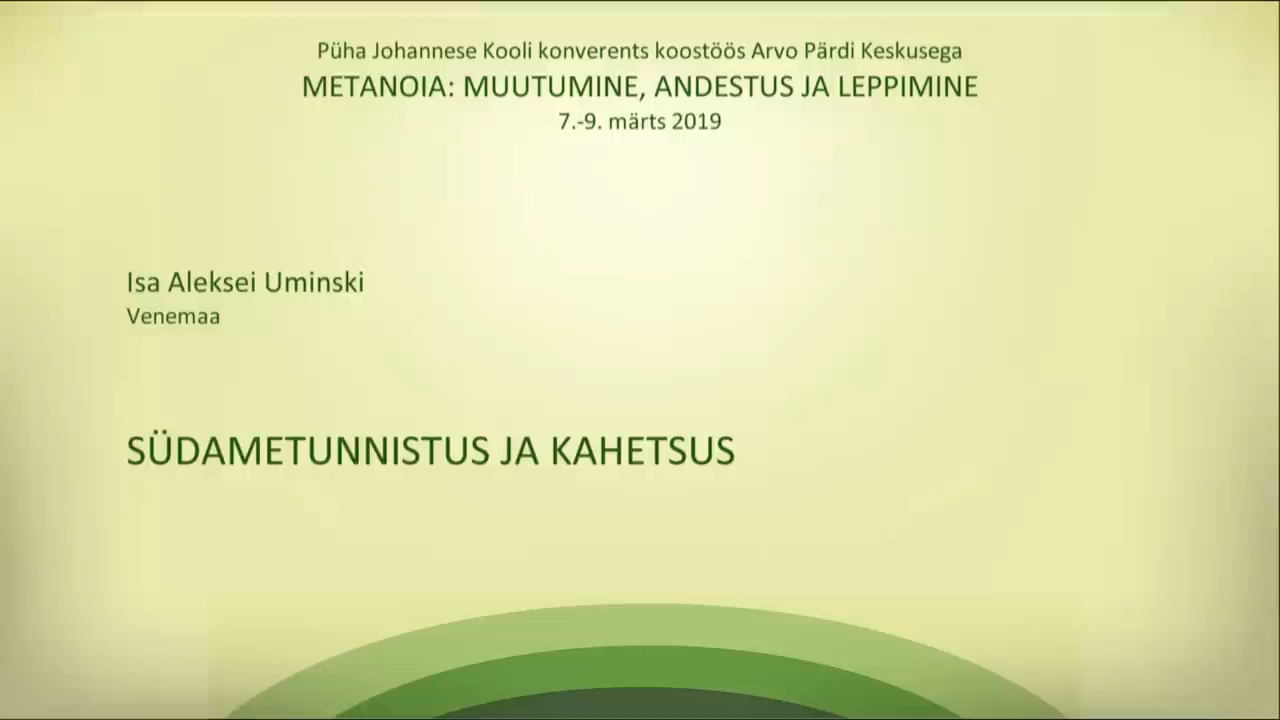 Püha Johannese Kooli konverents koostöös Arvo Pärdi Keskusega
METANOIA: MUUTUMINE, ANDESTUS JA LEPPIMINE
7.-9. märts 2019
Isa Aleksei Uminski
Venemaa
SÜDAMETUNNISTUS JA KAHETSUS